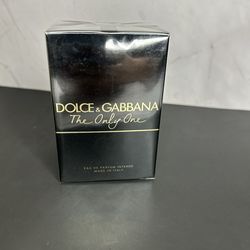 DOLCE & GABBANA
The Only One
EAU DE PARFUM INTENSE
MADE IN ITALY